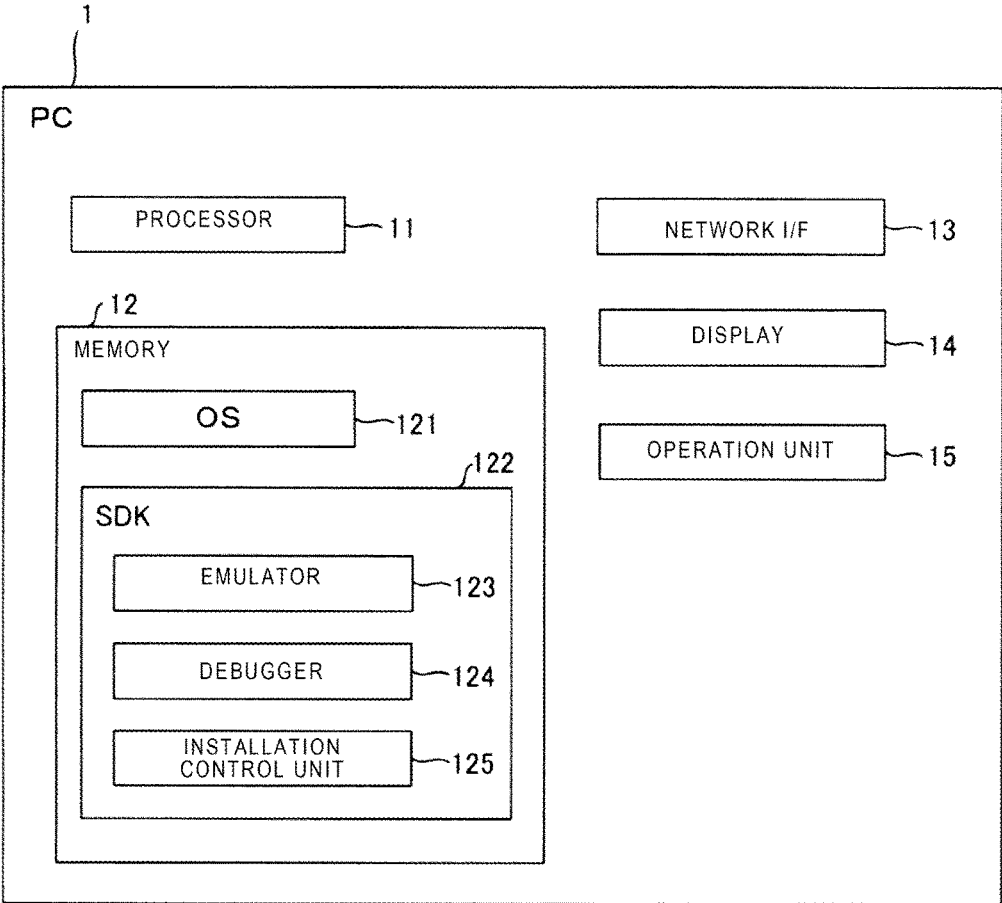 1
PC
PROCESSOR
11
NETWORK I/F
13
12
MEMORY
DISPLAY
14
OS
121
OPERATION UNIT
15
122
SDK
EMULATOR
123
DEBUGGER
124
INSTALLATION
CONTROL UNIT
125